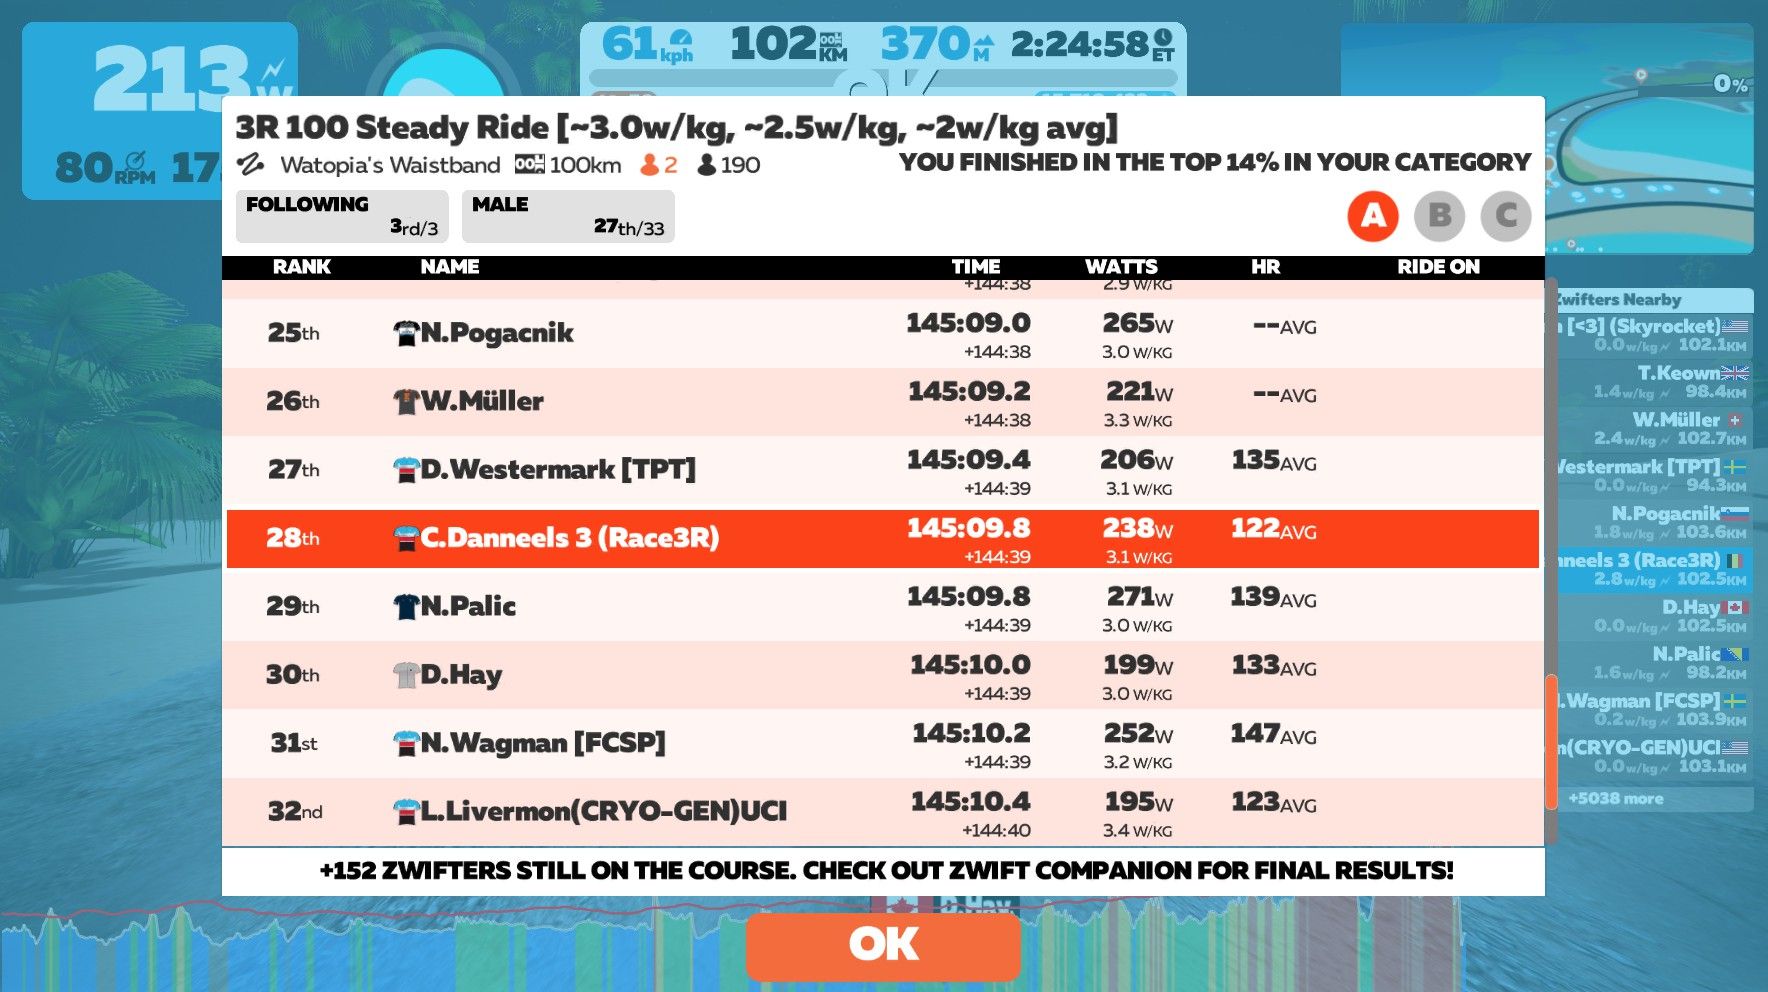 213W
80RPM
61kph 102KM 370M 2:24:58ET
0%
3R 100 Steady Ride [~3.0w/kg, ~2.5w/kg, ~2w/kg avg]
Watopia's Waistband 100km 2 190
YOU FINISHED IN THE TOP 14% IN YOUR CATEGORY
FOLLOWING
3rd/3
MALE
27th/33
A B C
RANK NAME TIME WATTS HR RIDE ON
+144:38 2.9 W/KG
25th N.Pogacnik 145:09.0 265W --AVG
+144:38 3.0 W/KG
26th W.Müller 145:09.2 221W --AVG
+144:38 3.3 W/KG
27th D.Westermark [TPT] 145:09.4 206W 135AVG
+144:39 3.1 W/KG
28th C.Danneels 3 (Race3R) 145:09.8 238W 122AVG
+144:39 3.1 W/KG
29th N.Palic 145:09.8 271W 139AVG
+144:39 3.0 W/KG
30th D.Hay 145:10.0 199W 133AVG
+144:39 3.0 W/KG
31st N.Wagman [FCSP] 145:10.2 252W 147AVG
+144:39 3.2 W/KG
32nd L.Livermon(CRYO-GEN)UCI 145:10.4 195W 123AVG
+144:40 3.4 W/KG
+152 ZWIFTERS STILL ON THE COURSE. CHECK OUT ZWIFT COMPANION FOR FINAL RESULTS!
D.Hay
OK
Zwifters Nearby
[<3] (Skyrocket)
0.0w/kg 102.1KM
T.Keown
1.4w/kg 98.4KM
W.Müller
2.4w/kg 102.7KM
Westermark [TPT]
0.0w/kg 94.3KM
N.Pogacnik
1.8w/kg 103.6KM
nneels 3 (Race3R)
2.8w/kg 102.5KM
D.Hay
0.0w/kg 102.5KM
N.Palic
1.6w/kg 98.2KM
.Wagman [FCSP]
0.2w/kg 103.9KM
n(CRYO-GEN)UCI
0.0w/kg 103.1KM
+5038 more